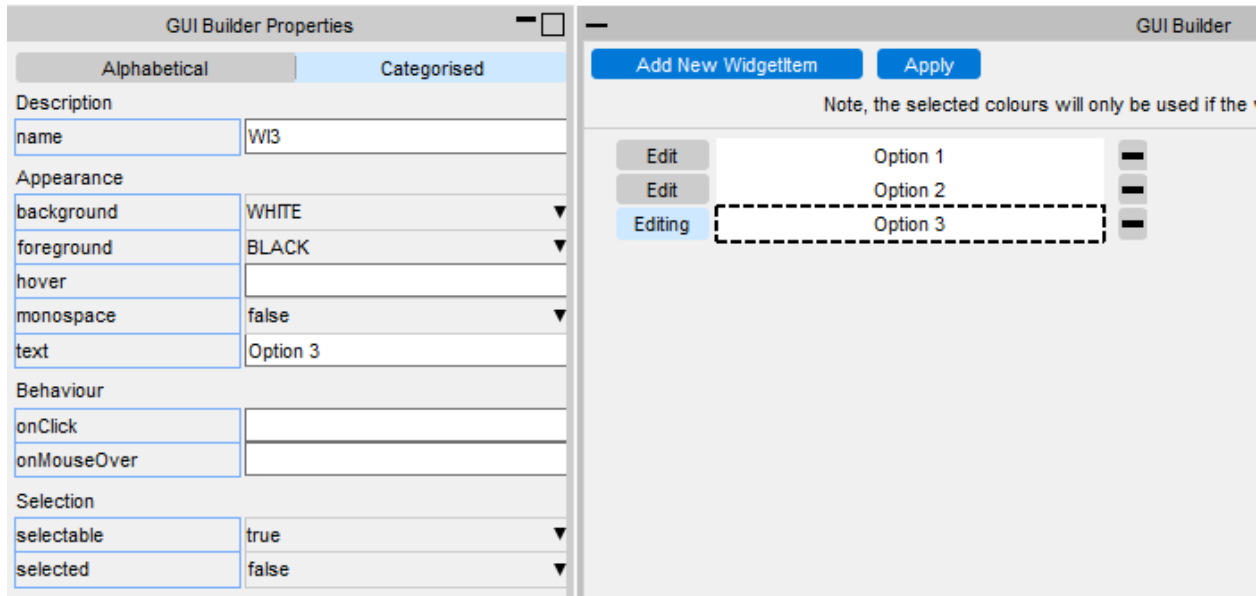 GUI Builder Properties
Alphabetical Categorised
Description
name WI3
Appearance
background WHITE
foreground BLACK
hover
monospace false
text Option 3
Behaviour
onClick
onMouseOver
Selection
selectable true
selected false
GUI Builder
Add New WidgetItem Apply
Note, the selected colours will only be used if the
Edit Option 1
Edit Option 2
Editing Option 3